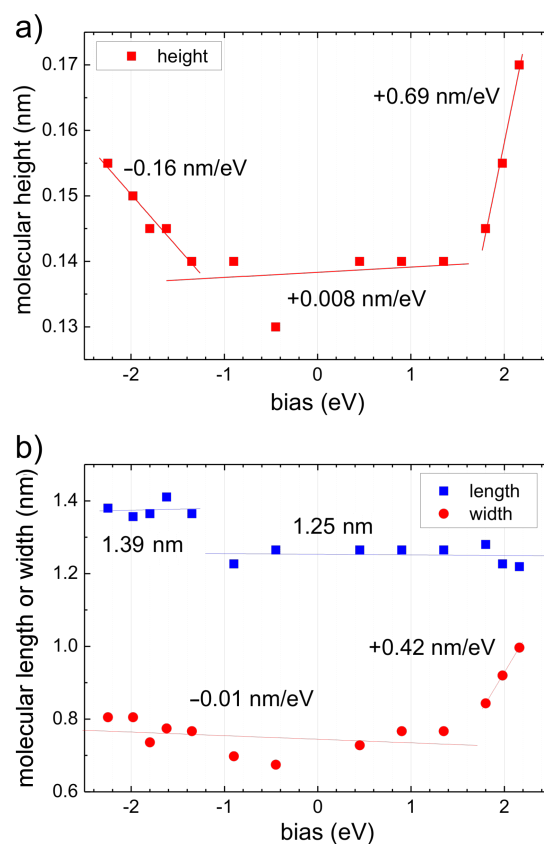 a)
height
0.17
0.16
0.15
0.14
0.13
molecular height (nm)
+0.69 nm/eV
−0.16 nm/eV
+0.008 nm/eV
-2
-1
0
1
2
bias (eV)
b)
length
width
1.4
1.2
1.0
0.8
0.6
molecular length or width (nm)
1.39 nm
1.25 nm
+0.42 nm/eV
−0.01 nm/eV
-2
-1
0
1
2
bias (eV)